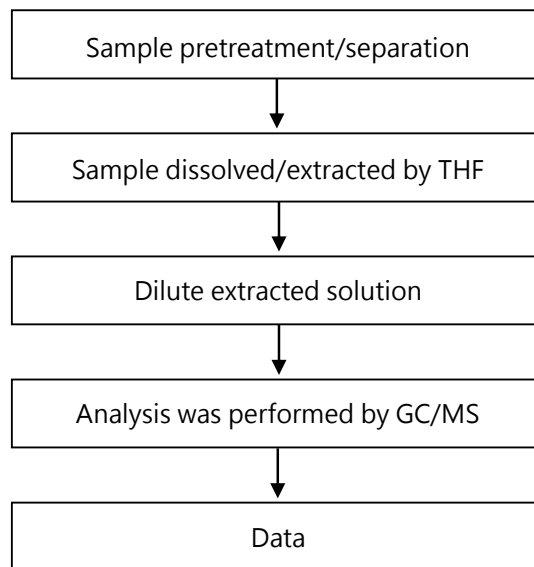 Sample pretreatment/separation
Sample dissolved/extracted by THF
Dilute extracted solution
Analysis was performed by GC/MS
Data